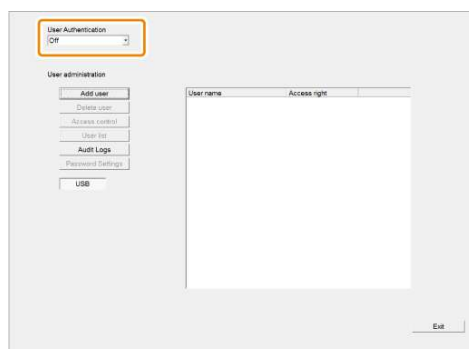 User Authentication
Off
User administration
Add user
Delete user
Access control
User list
Audit Logs
Password Settings
USB
User name Access right
Exit